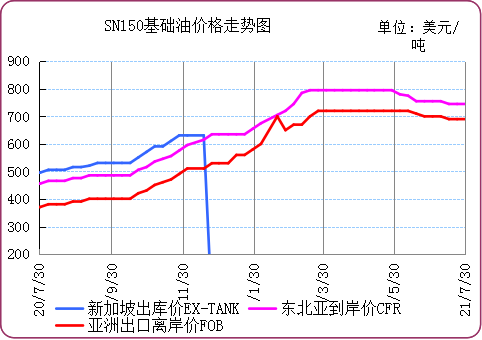 SN150基础油价格走势图
单位：美元/
吨
900
800
700
600
500
400
300
200
20/7/30
/9/30
/11/30
/1/30
/3/30
/5/30
21/7/30
新加坡出库价EX-TANK
东北亚到岸价CFR
亚洲出口离岸价FOB